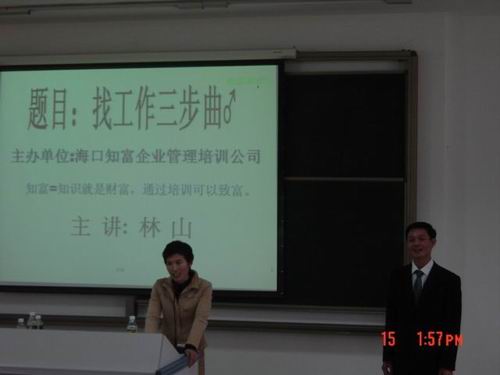 题目：找工作三步曲♂
主办单位:海口知富企业管理培训公司
知富=知识就是财富，通过培训可以致富。
主 讲: 林 山
15 1:57PM